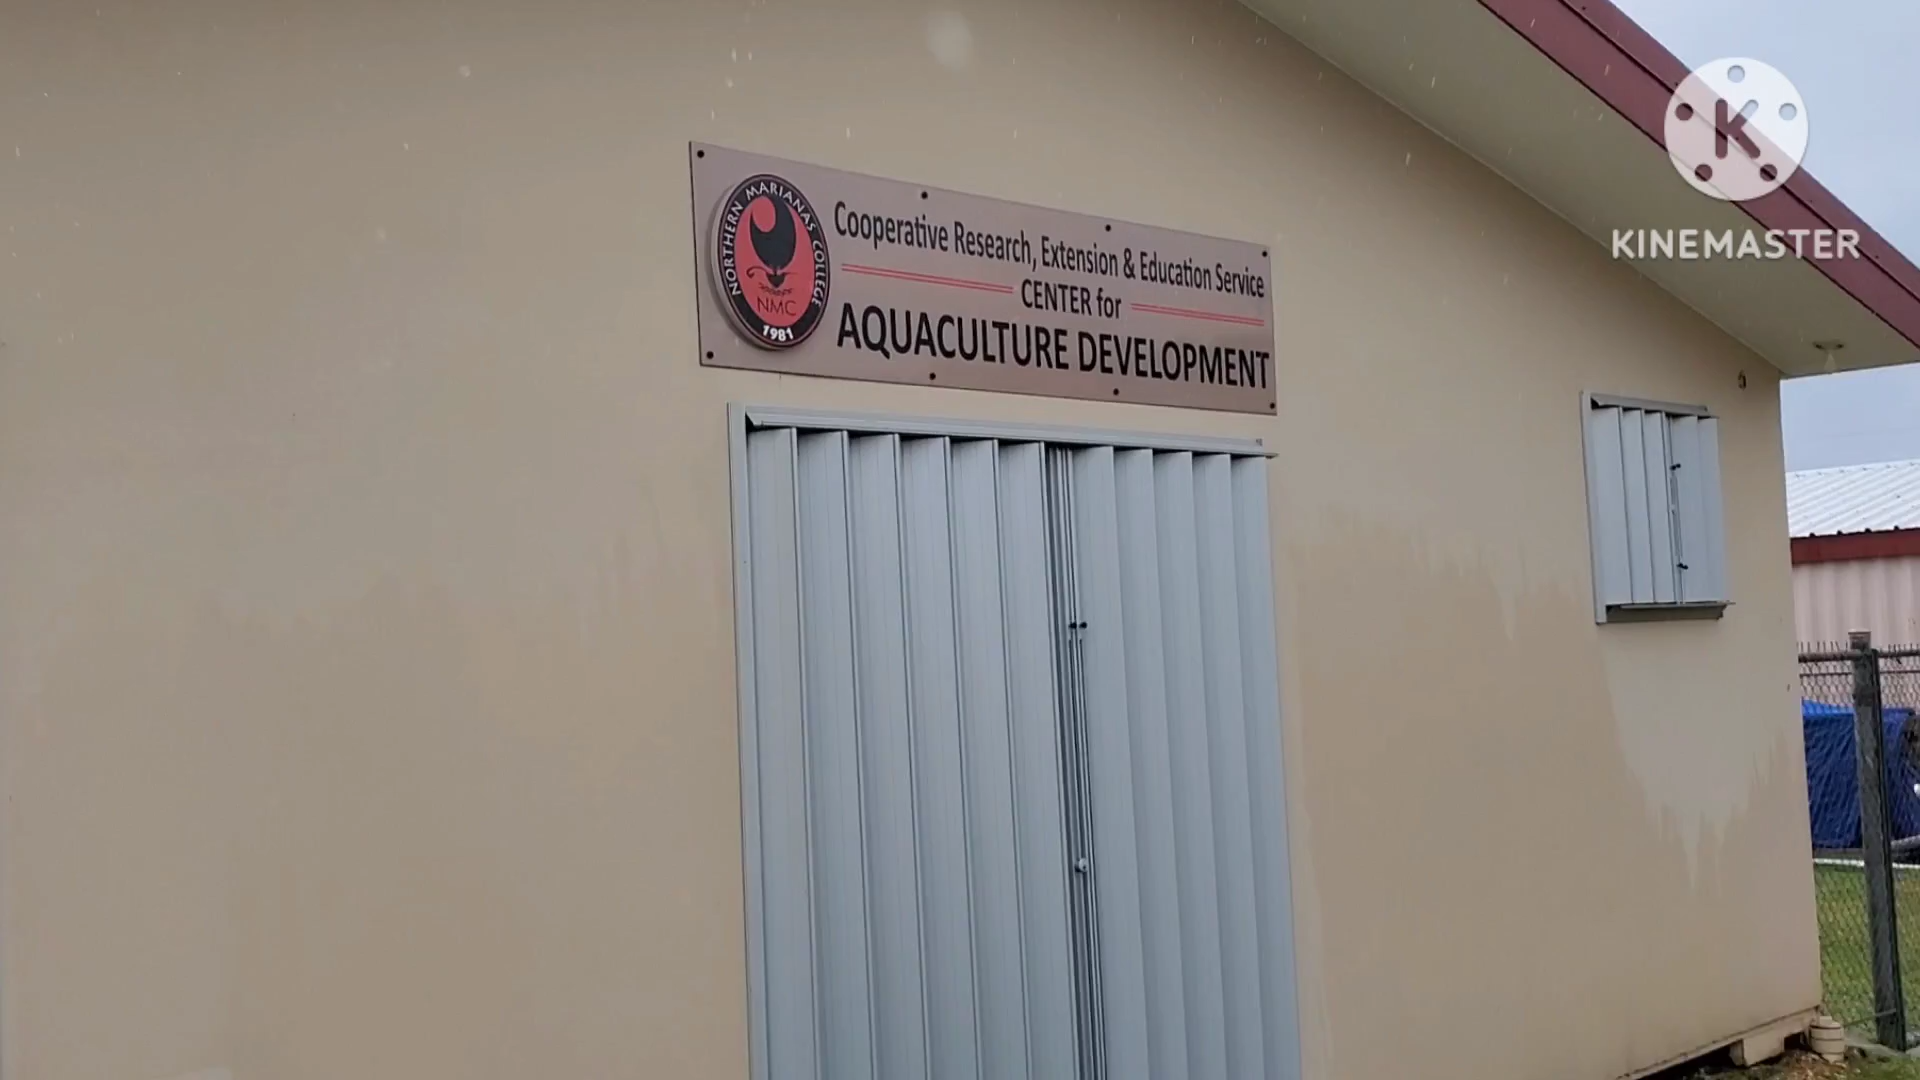 NORTHERN MARIANAS COLLEGE
NMC
1981
Cooperative Research, Extension & Education Service
CENTER for
AQUACULTURE DEVELOPMENT
K
KINEMASTER